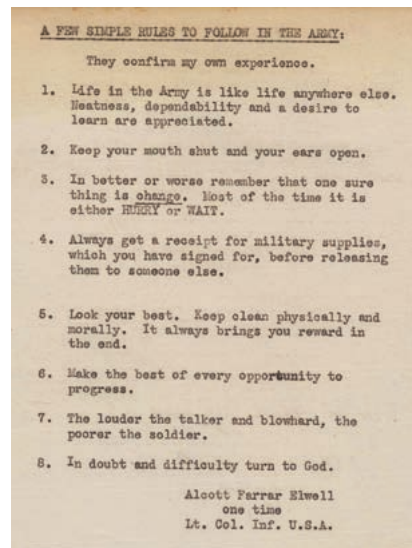 A FEW SIMPLE RULES TO FOLLOW IN THE ARMY:
They confirm my own experience.
1. Life in the Army is like life anywhere else.
Neatness, dependability and a desire to
learn are appreciated.
2. Keep your mouth shut and your ears open.
3. In better or worse remember that one sure
thing is change. Most of the time it is
either HURRY or WAIT.
4. Always get a receipt for military supplies,
which you have signed for, before releasing
them to someone else.
5. Look your best. Keep clean physically and
morally. It always brings you reward in
the end.
6. Make the best of every opportunity to
progress.
7. The louder the talker and blowhard, the
poorer the soldier.
8. In doubt and difficulty turn to God.
Alcott Farrar Elwell
one time
Lt. Col. Inf. U.S.A.